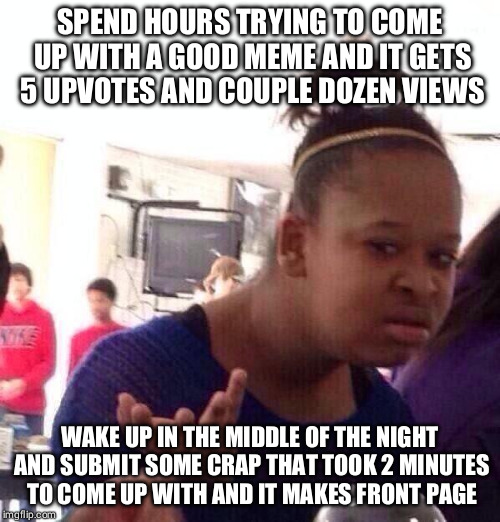 SPEND HOURS TRYING TO COME
UP WITH A GOOD MEME AND IT GETS
5 UPVOTES AND COUPLE DOZEN VIEWS
NIKE
WAKE UP IN THE MIDDLE OF THE NIGHT
AND SUBMIT SOME CRAP THAT TOOK 2 MINUTES
TO COME UP WITH AND IT MAKES FRONT PAGE
imgflip.com